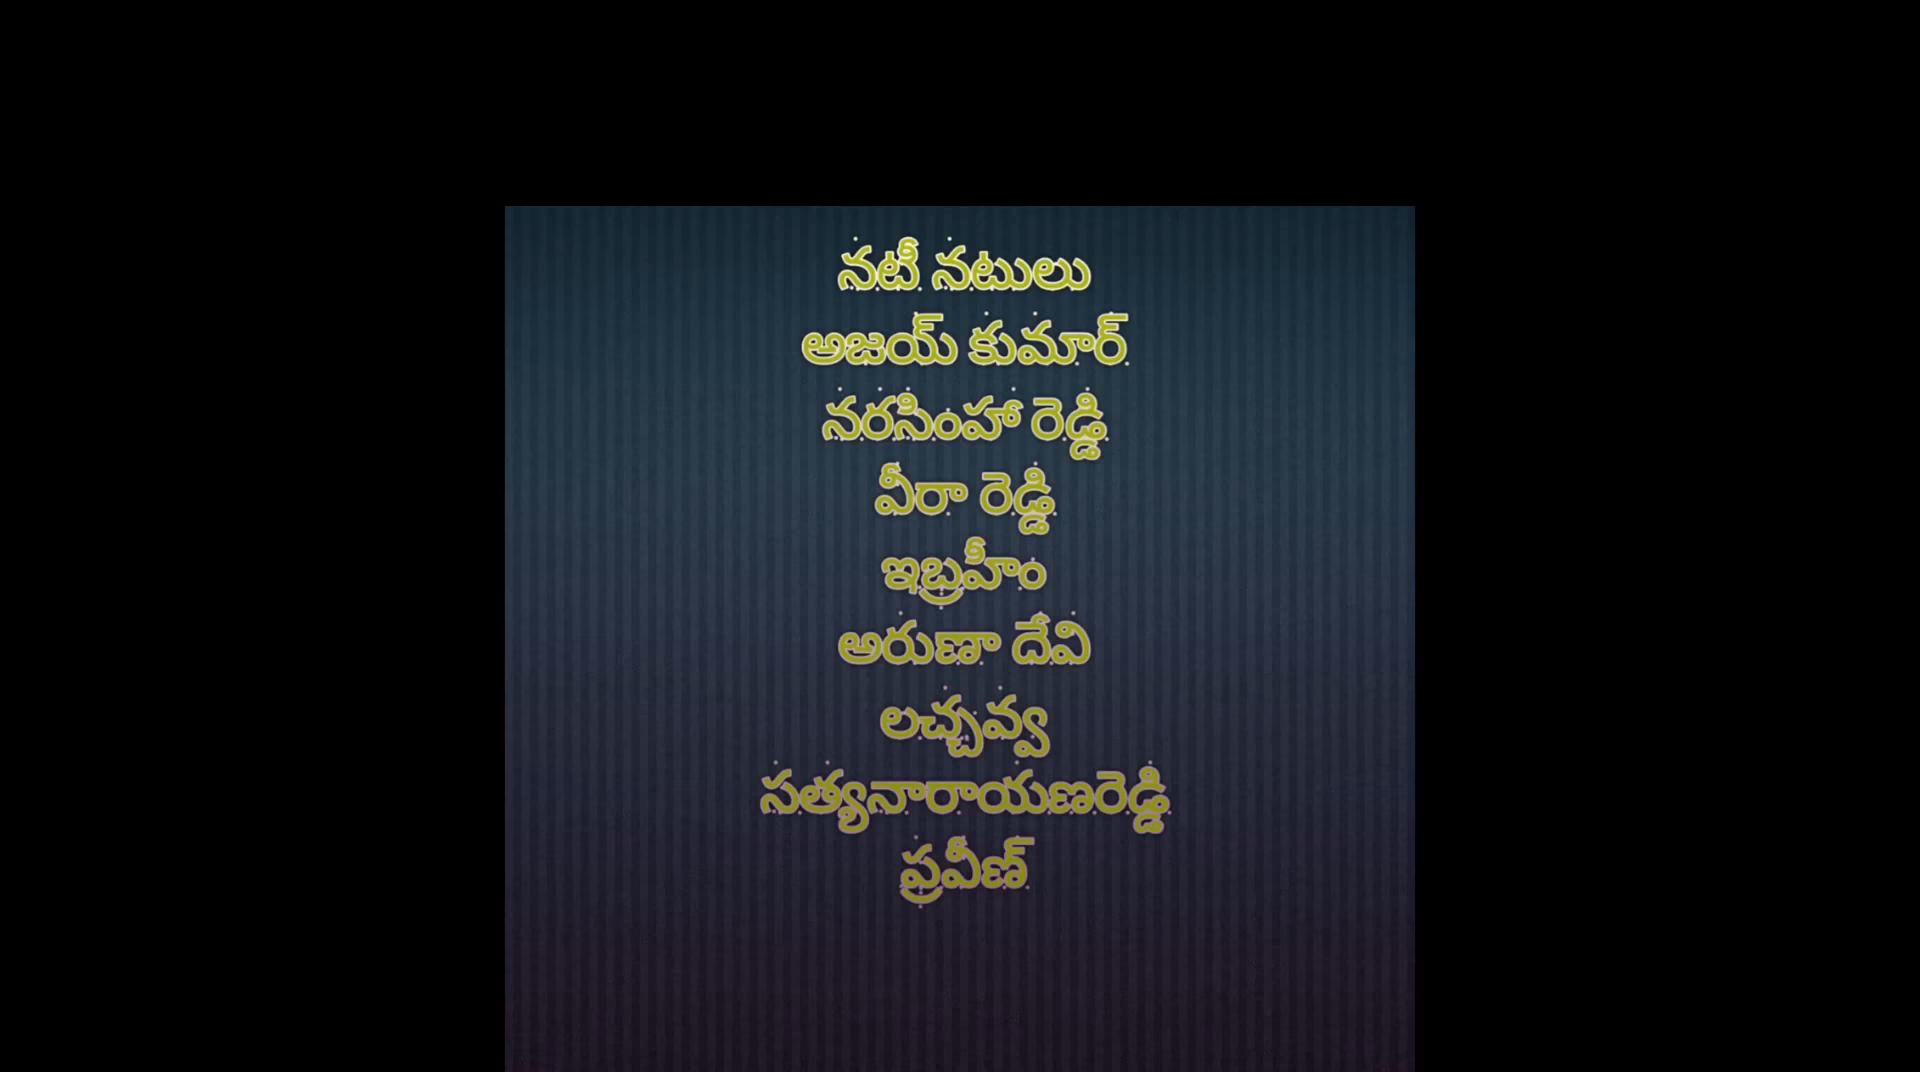 నటీ నటులు
అజయ్ కుమార్
నరసింహా రెడ్డి
వీరా రెడ్డి
ఇబ్రహీం
అరుణా దేవి
లచ్చవ్వ
సత్యనారాయణరెడ్డి
ప్రవీణ్